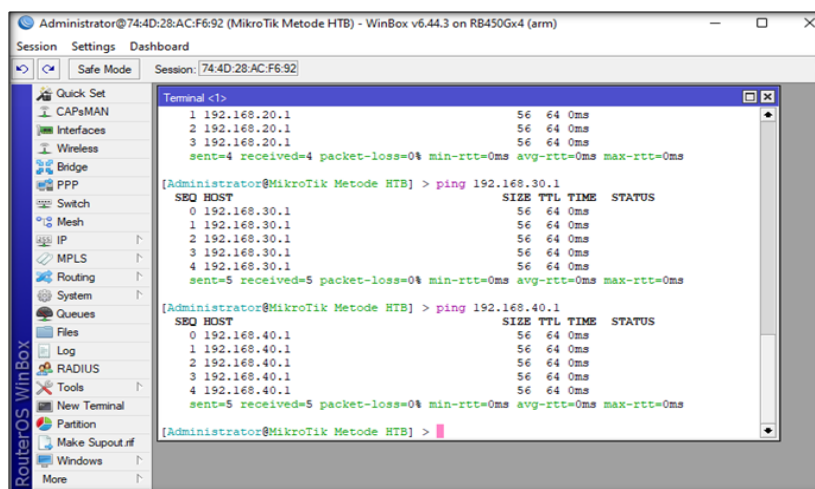 Administrator@74:4D:28:AC:F6:92 (MikroTik Metode HTB) - WinBox v6.44.3 on RB450Gx4 (arm)
Session Settings Dashboard
Safe Mode Session: 74:4D:28:AC:F6:92
Quick Set
CAPsMAN
Interfaces
Wireless
Bridge
PPP
Switch
Mesh
IP
MPLS
Routing
System
Queues
Files
Log
RADIUS
Tools
New Terminal
Partition
Make Supout.rif
Windows
More
RouterOS WinBox
Terminal <1>
1 192.168.20.1 56 64 0ms
2 192.168.20.1 56 64 0ms
3 192.168.20.1 56 64 0ms
sent=4 received=4 packet-loss=0% min-rtt=0ms avg-rtt=0ms max-rtt=0ms
[Administrator@MikroTik Metode HTB] > ping 192.168.30.1
SEQ HOST SIZE TTL TIME STATUS
0 192.168.30.1 56 64 0ms
1 192.168.30.1 56 64 0ms
2 192.168.30.1 56 64 0ms
3 192.168.30.1 56 64 0ms
4 192.168.30.1 56 64 0ms
sent=5 received=5 packet-loss=0% min-rtt=0ms avg-rtt=0ms max-rtt=0ms
[Administrator@MikroTik Metode HTB] > ping 192.168.40.1
SEQ HOST SIZE TTL TIME STATUS
0 192.168.40.1 56 64 0ms
1 192.168.40.1 56 64 0ms
2 192.168.40.1 56 64 0ms
3 192.168.40.1 56 64 0ms
4 192.168.40.1 56 64 0ms
sent=5 received=5 packet-loss=0% min-rtt=0ms avg-rtt=0ms max-rtt=0ms
[Administrator@MikroTik Metode HTB] >